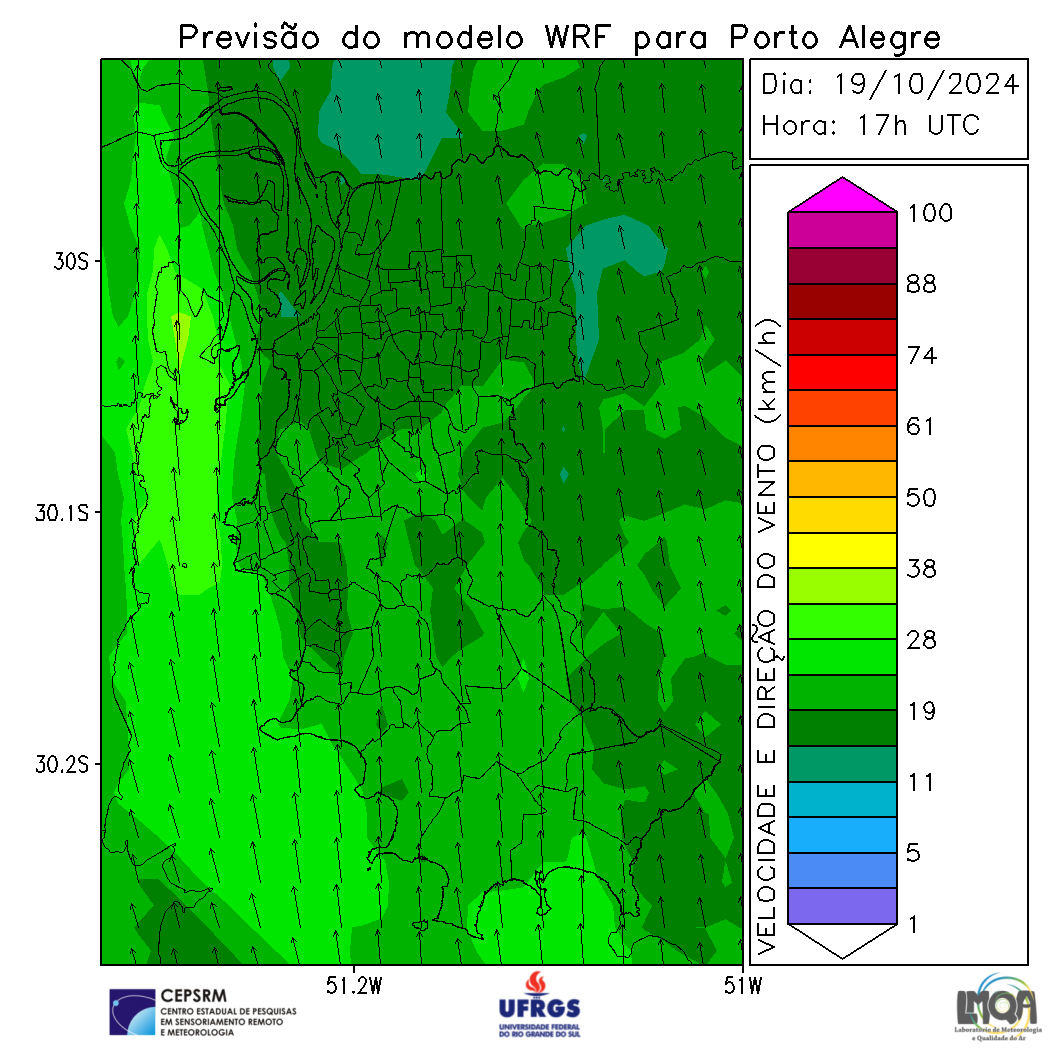 Previsão do modelo WRF para Porto Alegre
Dia: 19/10/2024
Hora: 17h UTC
30S
30.1S
30.2S
51.2W
51W
VELOCIDADE E DIREÇÃO DO VENTO (km/h)
100
88
74
61
50
38
28
19
11
5
1
CEPSRM
CENTRO ESTADUAL DE PESQUISAS
EM SENSORIAMENTO REMOTO
E METEOROLOGIA
UFRGS
UNIVERSIDADE FEDERAL
DO RIO GRANDE DO SUL
LMQA
Laboratório de Meteorologia
e Qualidade do Ar